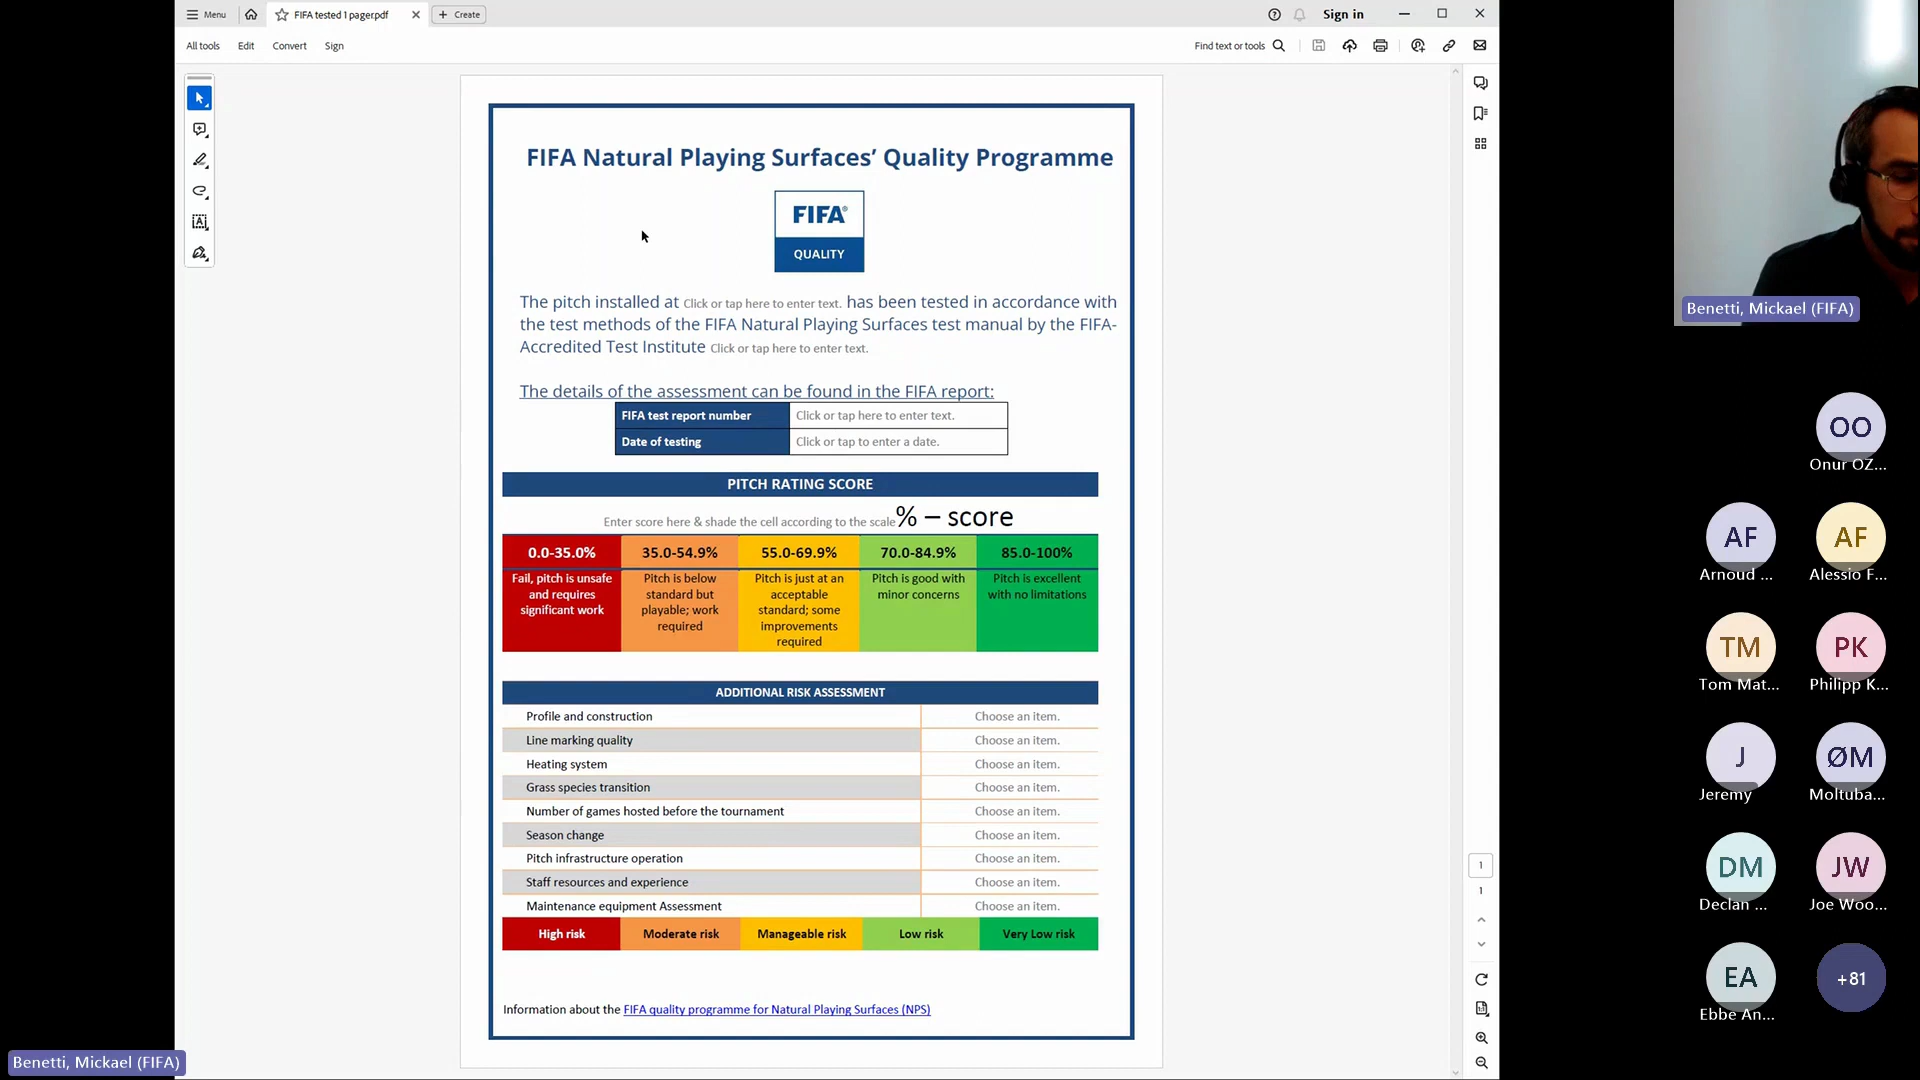 Menu
FIFA tested 1 pager.pdf
Create
Sign in
All tools
Edit
Convert
Sign
Find text or tools
FIFA Natural Playing Surfaces’ Quality Programme
FIFA®
QUALITY
The pitch installed at Click or tap here to enter text. has been tested in accordance with
the test methods of the FIFA Natural Playing Surfaces test manual by the FIFA-
Accredited Test Institute Click or tap here to enter text.
The details of the assessment can be found in the FIFA report:
FIFA test report number Click or tap here to enter text.
Date of testing Click or tap to enter a date.
PITCH RATING SCORE
Enter score here & shade the cell according to the scale% – score
0.0-35.0% 35.0-54.9% 55.0-69.9% 70.0-84.9% 85.0-100%
Fail, pitch is unsafe
and requires
significant work
Pitch is below
standard but
playable; work
required
Pitch is just at an
acceptable
standard; some
improvements
required
Pitch is good with
minor concerns
Pitch is excellent
with no limitations
ADDITIONAL RISK ASSESSMENT
Profile and construction Choose an item.
Line marking quality Choose an item.
Heating system Choose an item.
Grass species transition Choose an item.
Number of games hosted before the tournament Choose an item.
Season change Choose an item.
Pitch infrastructure operation Choose an item.
Staff resources and experience Choose an item.
Maintenance equipment Assessment Choose an item.
High risk Moderate risk Manageable risk Low risk Very Low risk
Information about the FIFA quality programme for Natural Playing Surfaces (NPS)
1
1
Benetti, Mickael (FIFA)
OO
Onur OZ...
AF
Arnoud ...
AF
Alessio F...
TM
Tom Mat...
PK
Philipp K...
J
Jeremy
ØM
Moltuba...
DM
Declan ...
JW
Joe Woo...
EA
Ebbe An...
+81
Benetti, Mickael (FIFA)